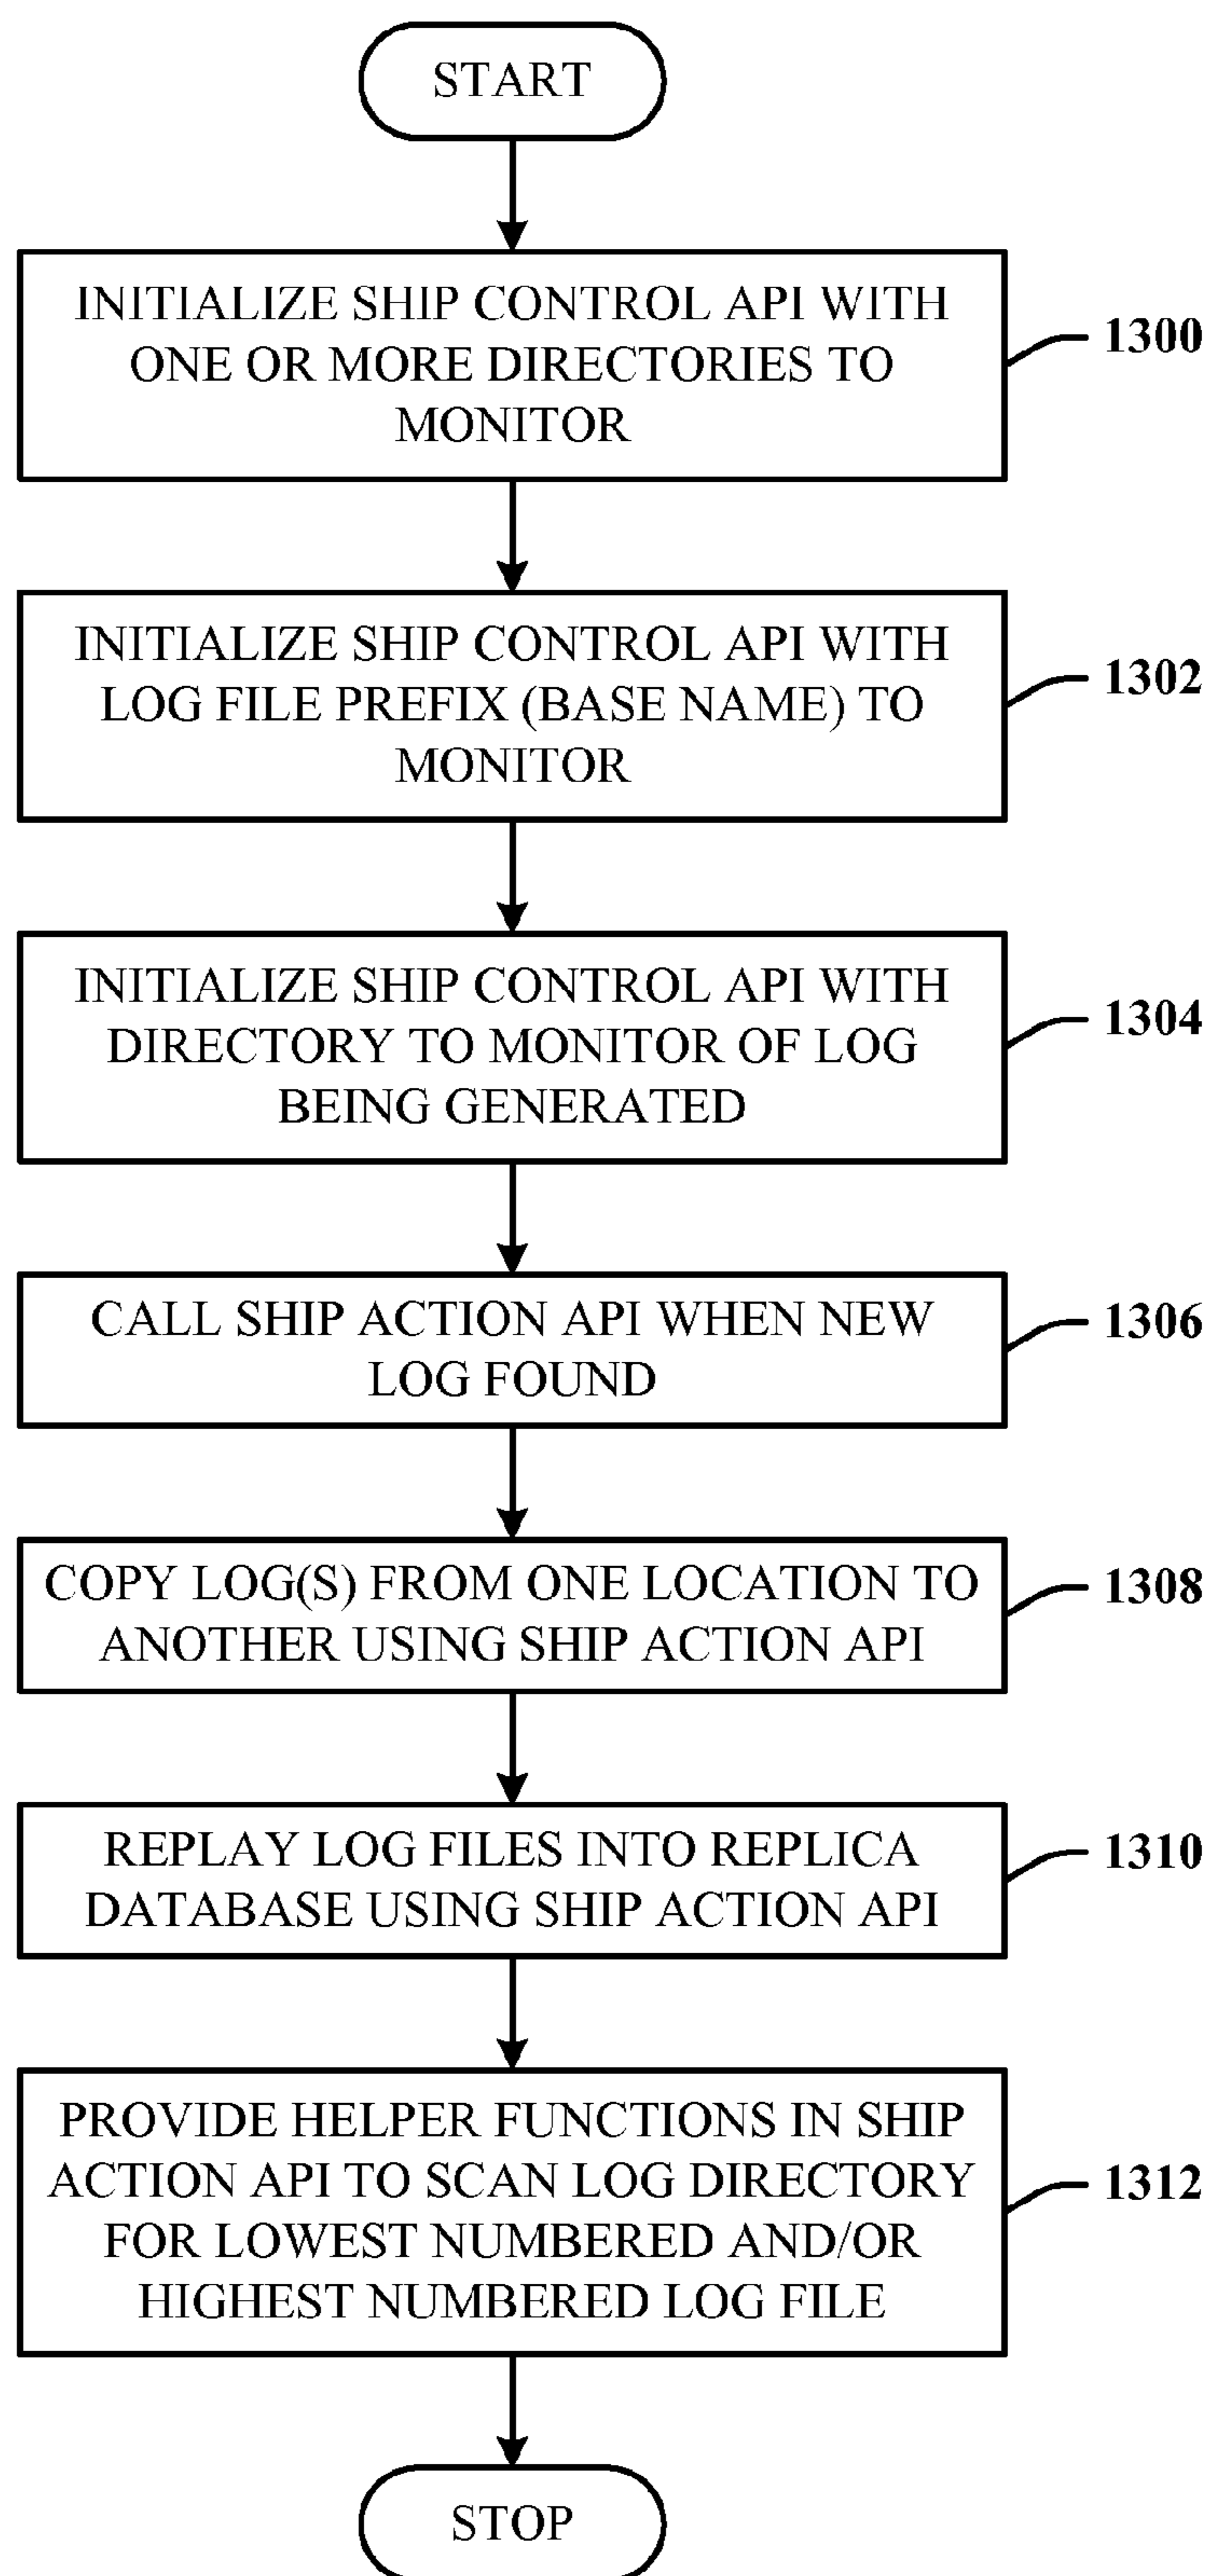 START
INITIALIZE SHIP CONTROL API WITH
ONE OR MORE DIRECTORIES TO
MONITOR
1300
INITIALIZE SHIP CONTROL API WITH
LOG FILE PREFIX (BASE NAME) TO
MONITOR
1302
INITIALIZE SHIP CONTROL API WITH
DIRECTORY TO MONITOR OF LOG
BEING GENERATED
1304
CALL SHIP ACTION API WHEN NEW
LOG FOUND
1306
COPY LOG(S) FROM ONE LOCATION TO
ANOTHER USING SHIP ACTION API
1308
REPLAY LOG FILES INTO REPLICA
DATABASE USING SHIP ACTION API
1310
PROVIDE HELPER FUNCTIONS IN SHIP
ACTION API TO SCAN LOG DIRECTORY
FOR LOWEST NUMBERED AND/OR
HIGHEST NUMBERED LOG FILE
1312
STOP